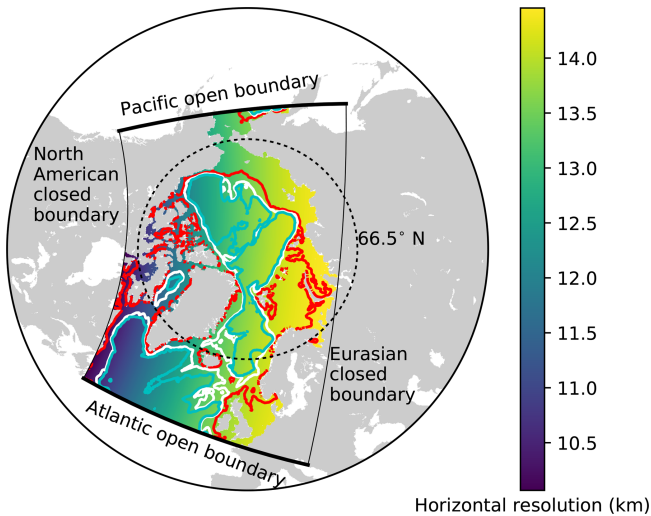 Pacific open boundary
North
American
closed
boundary
66.5° N
Eurasian
closed
boundary
Atlantic open boundary
14.0
13.5
13.0
12.5
12.0
11.5
11.0
10.5
Horizontal resolution (km)